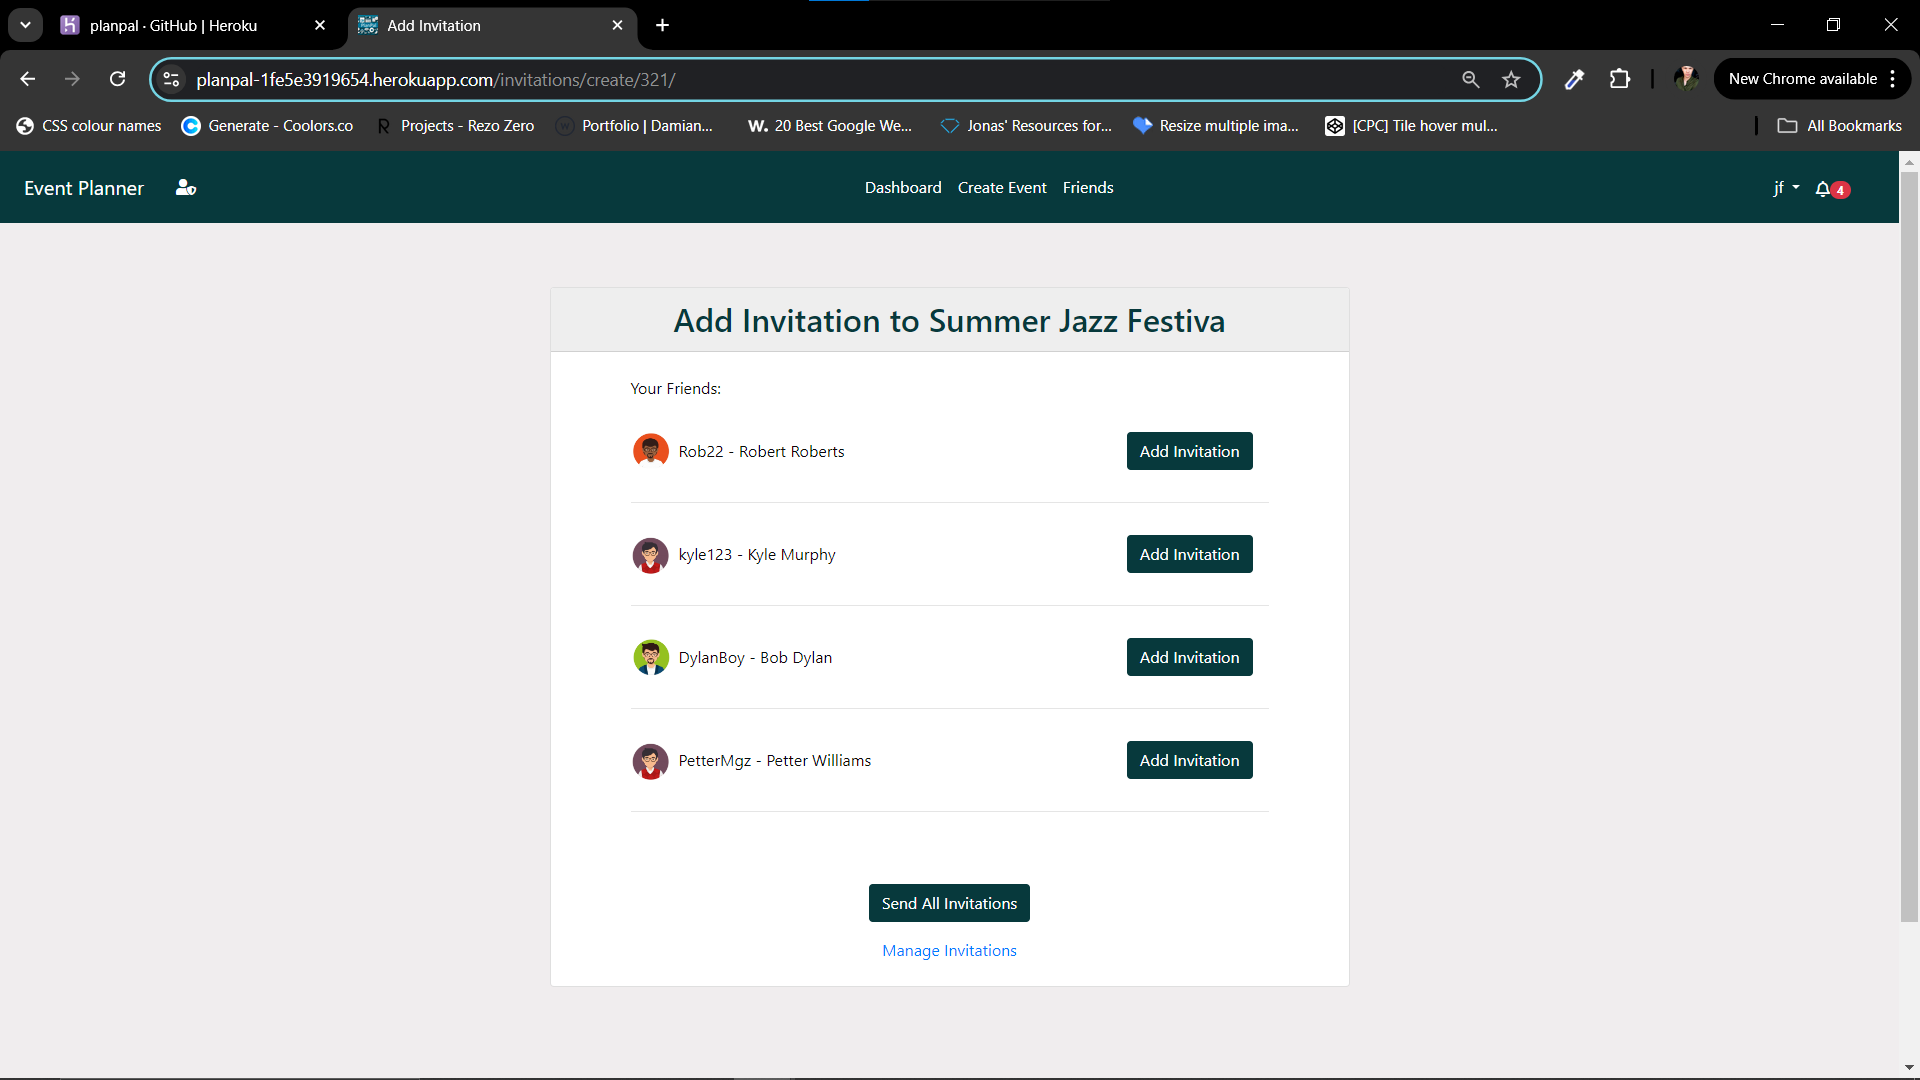 planpal · GitHub | Heroku
Add Invitation
planpal-1fe5e3919654.herokuapp.com/invitations/create/321/
New Chrome available
CSS colour names
Generate - Coolors.co
R Projects - Rezo Zero
W Portfolio | Damian...
W. 20 Best Google We...
Jonas' Resources for...
Resize multiple ima...
[CPC] Tile hover mul...
All Bookmarks
Event Planner
Dashboard Create Event Friends
jf 4
Add Invitation to Summer Jazz Festiva
Your Friends:
Rob22 - Robert Roberts Add Invitation
kyle123 - Kyle Murphy Add Invitation
DylanBoy - Bob Dylan Add Invitation
PetterMgz - Petter Williams Add Invitation
Send All Invitations
Manage Invitations